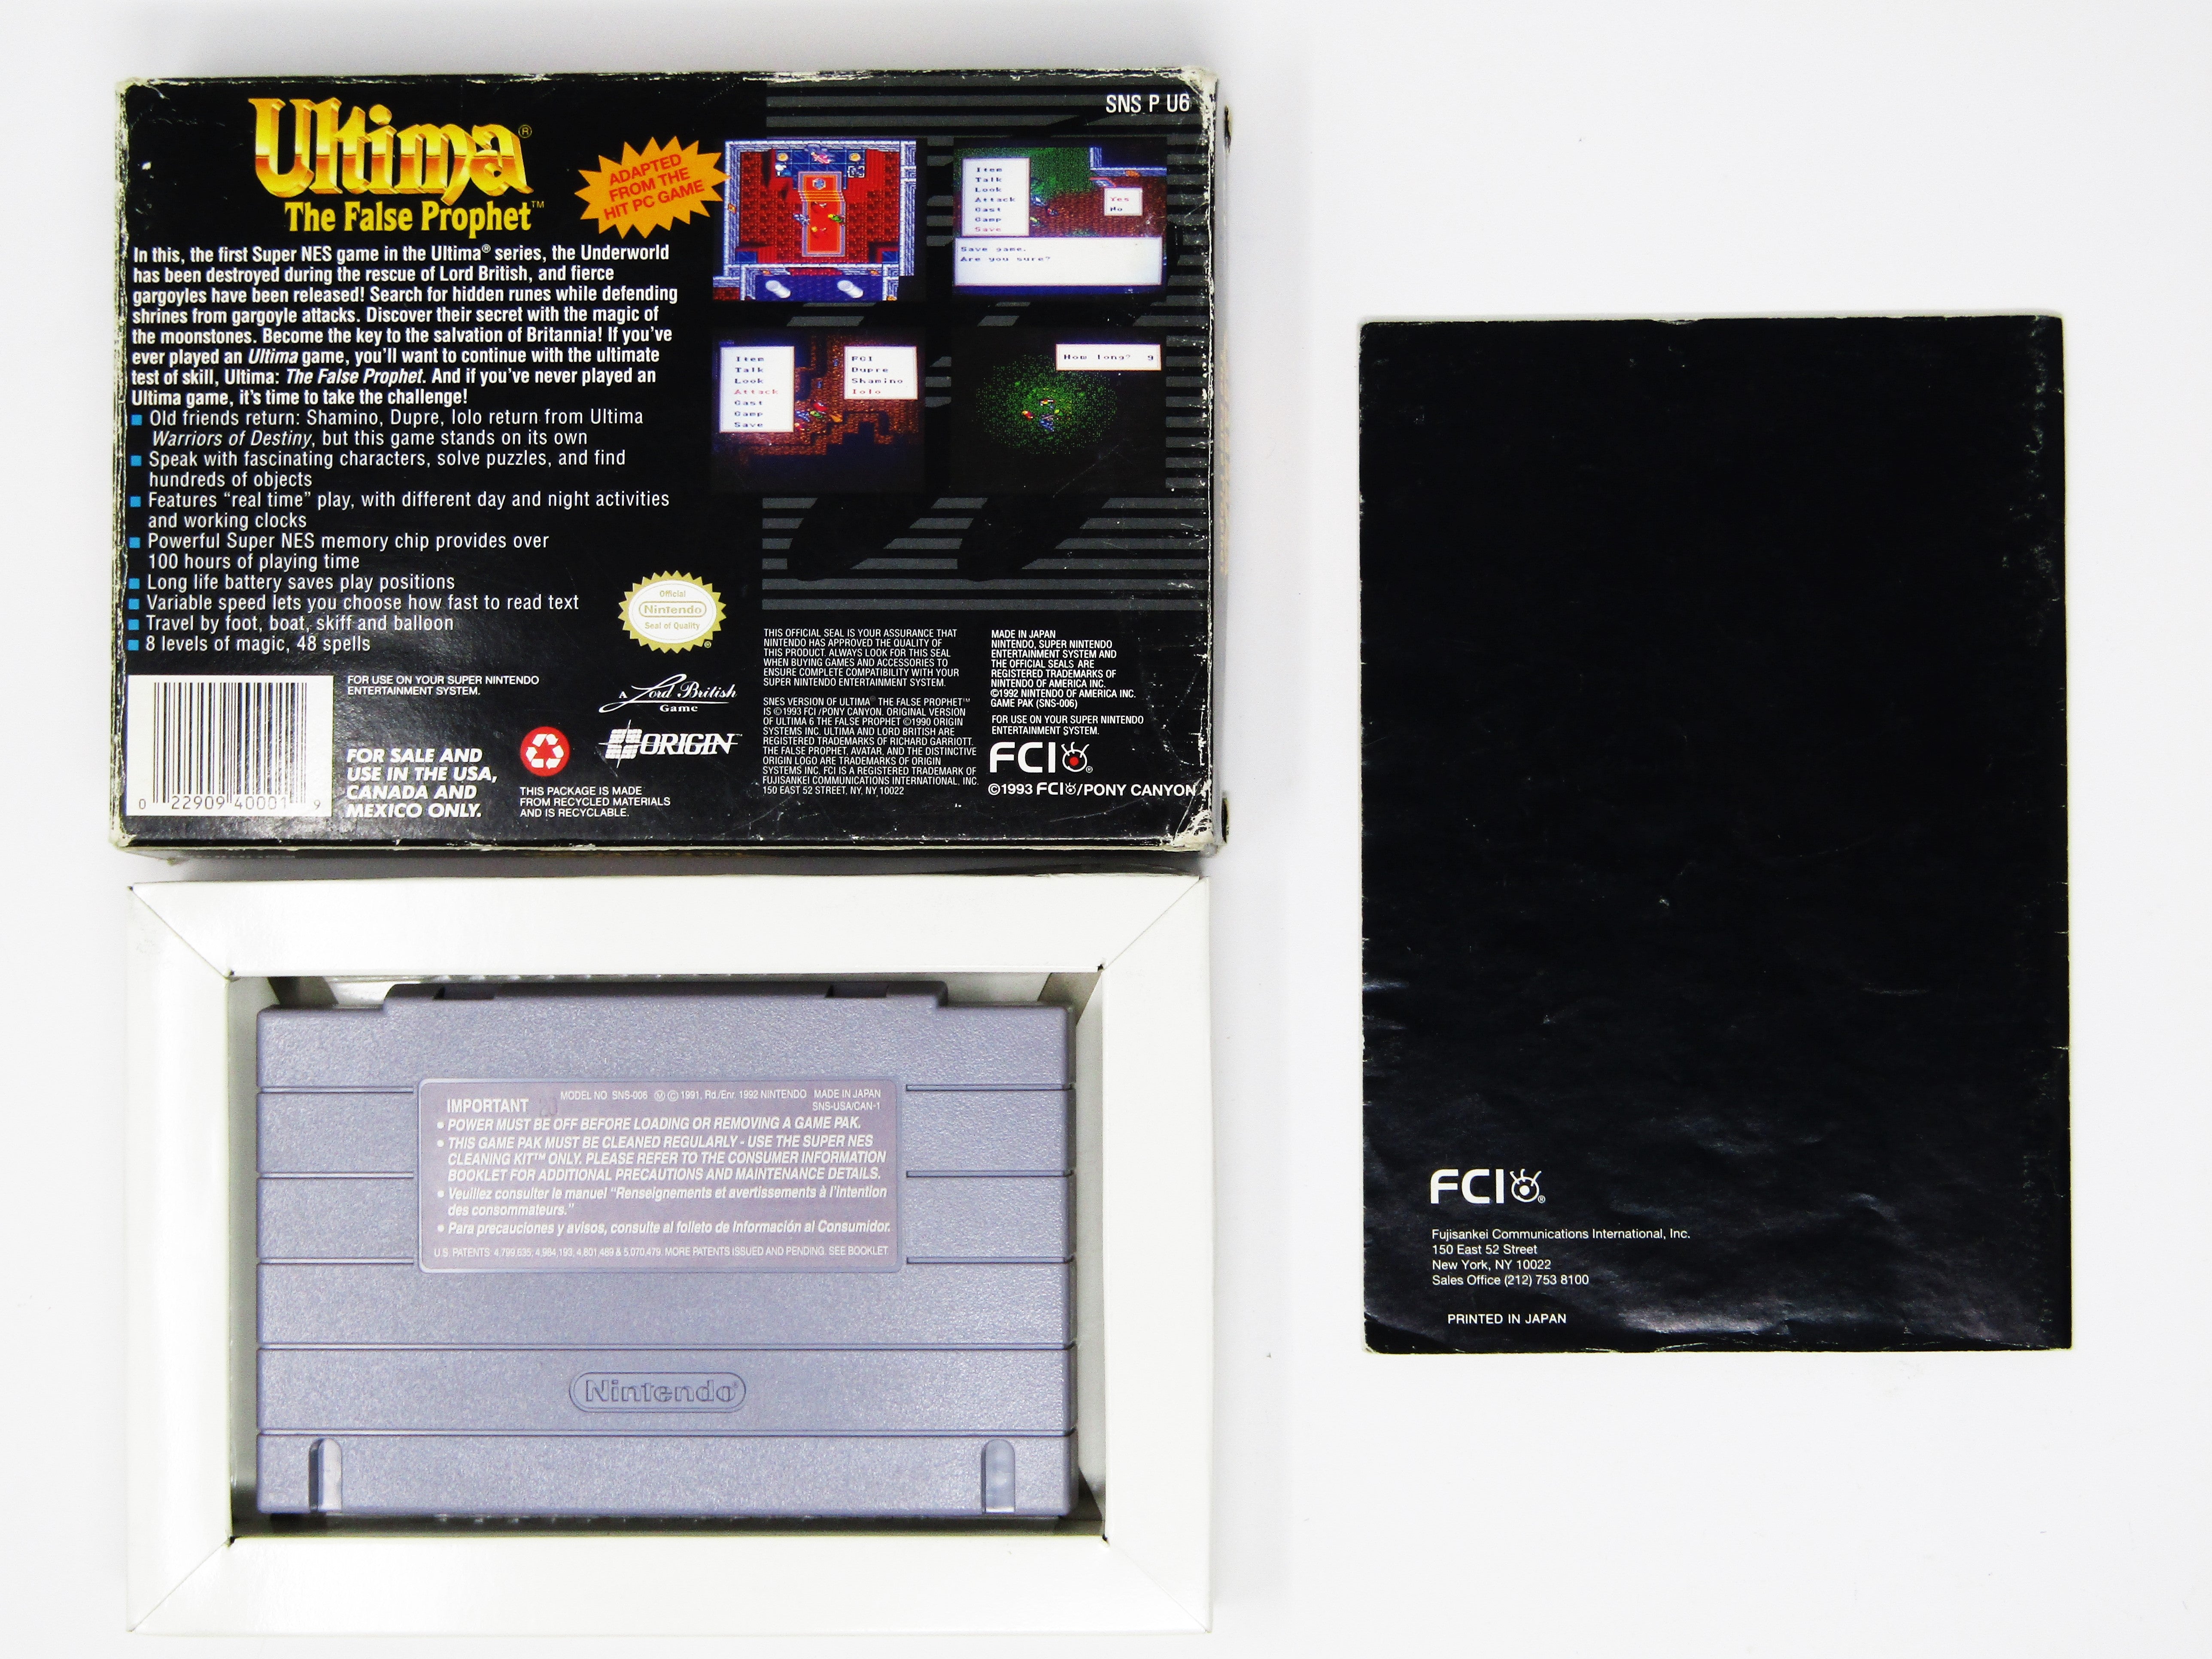 Ultima®
The False Prophet™
ADAPTED
FROM THE
HIT PC GAME
SNS P U6
In this, the first Super NES game in the Ultima® series, the Underworld
has been destroyed during the rescue of Lord British, and fierce
gargoyles have been released! Search for hidden runes while defending
shrines from gargoyle attacks. Discover their secret with the magic of
the moonstones. Become the key to the salvation of Britannia! If you've
ever played an Ultima game, you'll want to continue with the ultimate
test of skill, Ultima: The False Prophet. And if you've never played an
Ultima game, it's time to take the challenge!
■ Old friends return: Shamino, Dupre, Iolo return from Ultima
Warriors of Destiny, but this game stands on its own
■ Speak with fascinating characters, solve puzzles, and find
hundreds of objects
■ Features “real time” play, with different day and night activities
and working clocks
■ Powerful Super NES memory chip provides over
100 hours of playing time
■ Long life battery saves play positions
■ Variable speed lets you choose how fast to read text
■ Travel by foot, boat, skiff and balloon
■ 8 levels of magic, 48 spells
Item
Talk
Look
Attack
Cast
Camp
Save
Yes
No
Save game.
Are you sure?
Item
Talk
Look
Attack
Cast
Camp
Save
FCI
Dupre
Shamino
Iolo
How long? 9
Official
Nintendo
Seal of Quality
®
0 22909 40001 9
FOR USE ON YOUR SUPER NINTENDO
ENTERTAINMENT SYSTEM.
FOR SALE AND
USE IN THE USA,
CANADA AND
MEXICO ONLY.
THIS PACKAGE IS MADE
FROM RECYCLED MATERIALS
AND IS RECYCLABLE.
A Lord British
Game
ORIGIN™
THIS OFFICIAL SEAL IS YOUR ASSURANCE THAT
NINTENDO HAS APPROVED THE QUALITY OF
THIS PRODUCT. ALWAYS LOOK FOR THIS SEAL
WHEN BUYING GAMES AND ACCESSORIES TO
ENSURE COMPLETE COMPATIBILITY WITH YOUR
SUPER NINTENDO ENTERTAINMENT SYSTEM.
SNES VERSION OF ULTIMA® THE FALSE PROPHET™
IS ©1993 FCI /PONY CANYON. ORIGINAL VERSION
OF ULTIMA 6 THE FALSE PROPHET ©1990 ORIGIN
SYSTEMS INC. ULTIMA AND LORD BRITISH ARE
REGISTERED TRADEMARKS OF RICHARD GARRIOTT.
THE FALSE PROPHET, AVATAR, AND THE DISTINCTIVE
ORIGIN LOGO ARE TRADEMARKS OF ORIGIN
SYSTEMS INC. FCI IS A REGISTERED TRADEMARK OF
FUJISANKEI COMMUNICATIONS INTERNATIONAL, INC.
150 EAST 52 STREET, NY, NY 10022
MADE IN JAPAN
NINTENDO, SUPER NINTENDO
ENTERTAINMENT SYSTEM AND
THE OFFICIAL SEALS ARE
REGISTERED TRADEMARKS OF
NINTENDO OF AMERICA INC.
©1992 NINTENDO OF AMERICA INC.
GAME PAK (SNS-006)
FOR USE ON YOUR SUPER NINTENDO
ENTERTAINMENT SYSTEM.
FCI®
©1993 FCI/PONY CANYON
IMPORTANT
MODEL NO SNS-006 Ⓜ © 1991, Rd./Enr. 1992 NINTENDO MADE IN JAPAN
SNS-USA/CAN-1
• POWER MUST BE OFF BEFORE LOADING OR REMOVING A GAME PAK.
• THIS GAME PAK MUST BE CLEANED REGULARLY - USE THE SUPER NES
CLEANING KIT™ ONLY. PLEASE REFER TO THE CONSUMER INFORMATION
BOOKLET FOR ADDITIONAL PRECAUTIONS AND MAINTENANCE DETAILS.
• Veuillez consulter le manuel “Renseignements et avertissements à l'intention
des consommateurs.”
• Para precauciones y avisos, consulte al folleto de Información al Consumidor.
U.S. PATENTS 4,799,635; 4,984,193; 4,801,489 & 5,070,479. MORE PATENTS ISSUED AND PENDING. SEE BOOKLET
Nintendo®
FCI®
Fujisankei Communications International, Inc.
150 East 52 Street
New York, NY 10022
Sales Office (212) 753 8100
PRINTED IN JAPAN